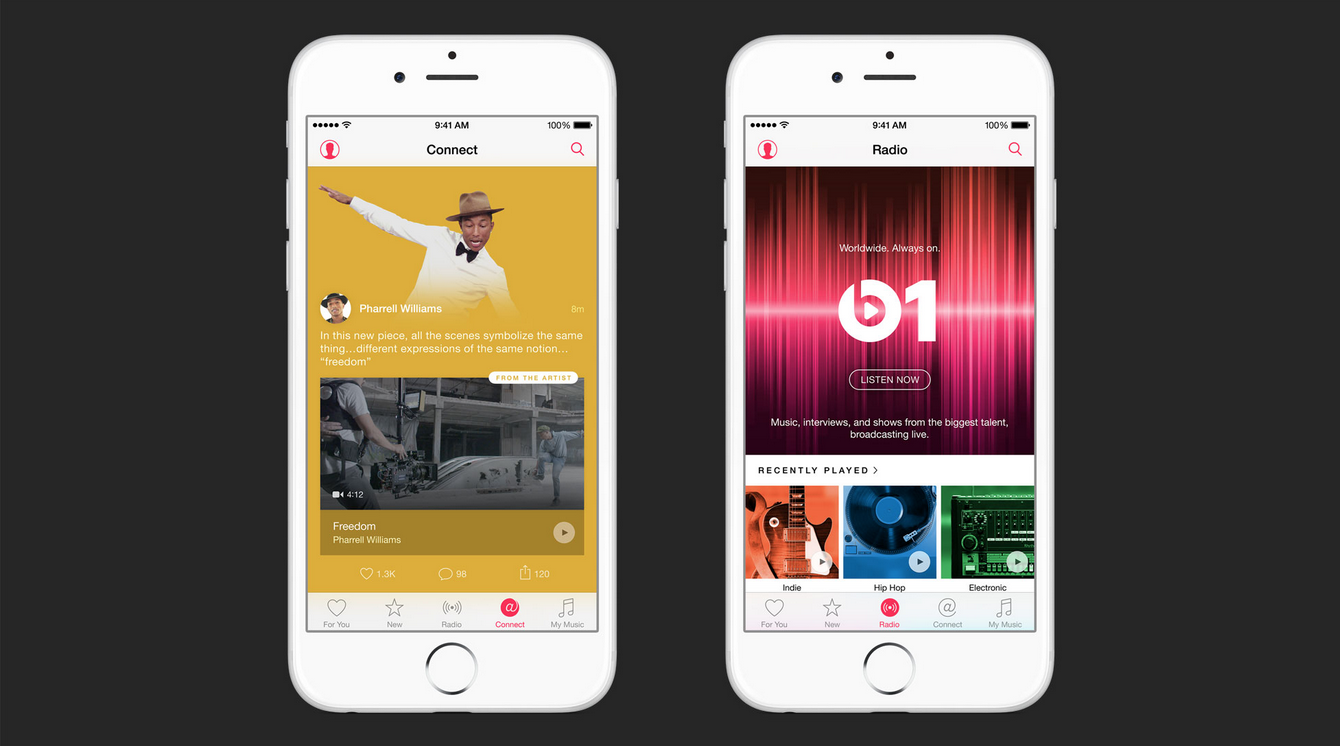 9:41 AM
100%
Connect
Pharrell Williams
8m
In this new piece, all the scenes symbolize the same
thing...different expressions of the same notion...
“freedom”
FROM THE ARTIST
4:12
Freedom
Pharrell Williams
1.3K
98
120
For You
New
Radio
Connect
My Music
9:41 AM
100%
Radio
Worldwide. Always on.
b1
LISTEN NOW
Music, interviews, and shows from the biggest talent,
broadcasting live.
RECENTLY PLAYED >
Indie
Hip Hop
Electronic
For You
New
Radio
Connect
My Music